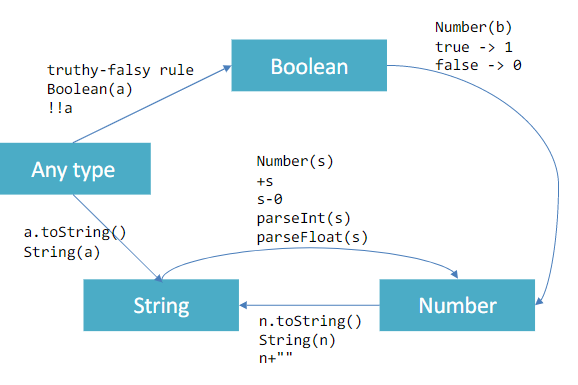 Number(b)
true -> 1
false -> 0
Boolean
truthy-falsy rule
Boolean(a)
!!a
Any type
Number(s)
+s
s-0
parseInt(s)
parseFloat(s)
a.toString()
String(a)
String
Number
n.toString()
String(n)
n+""